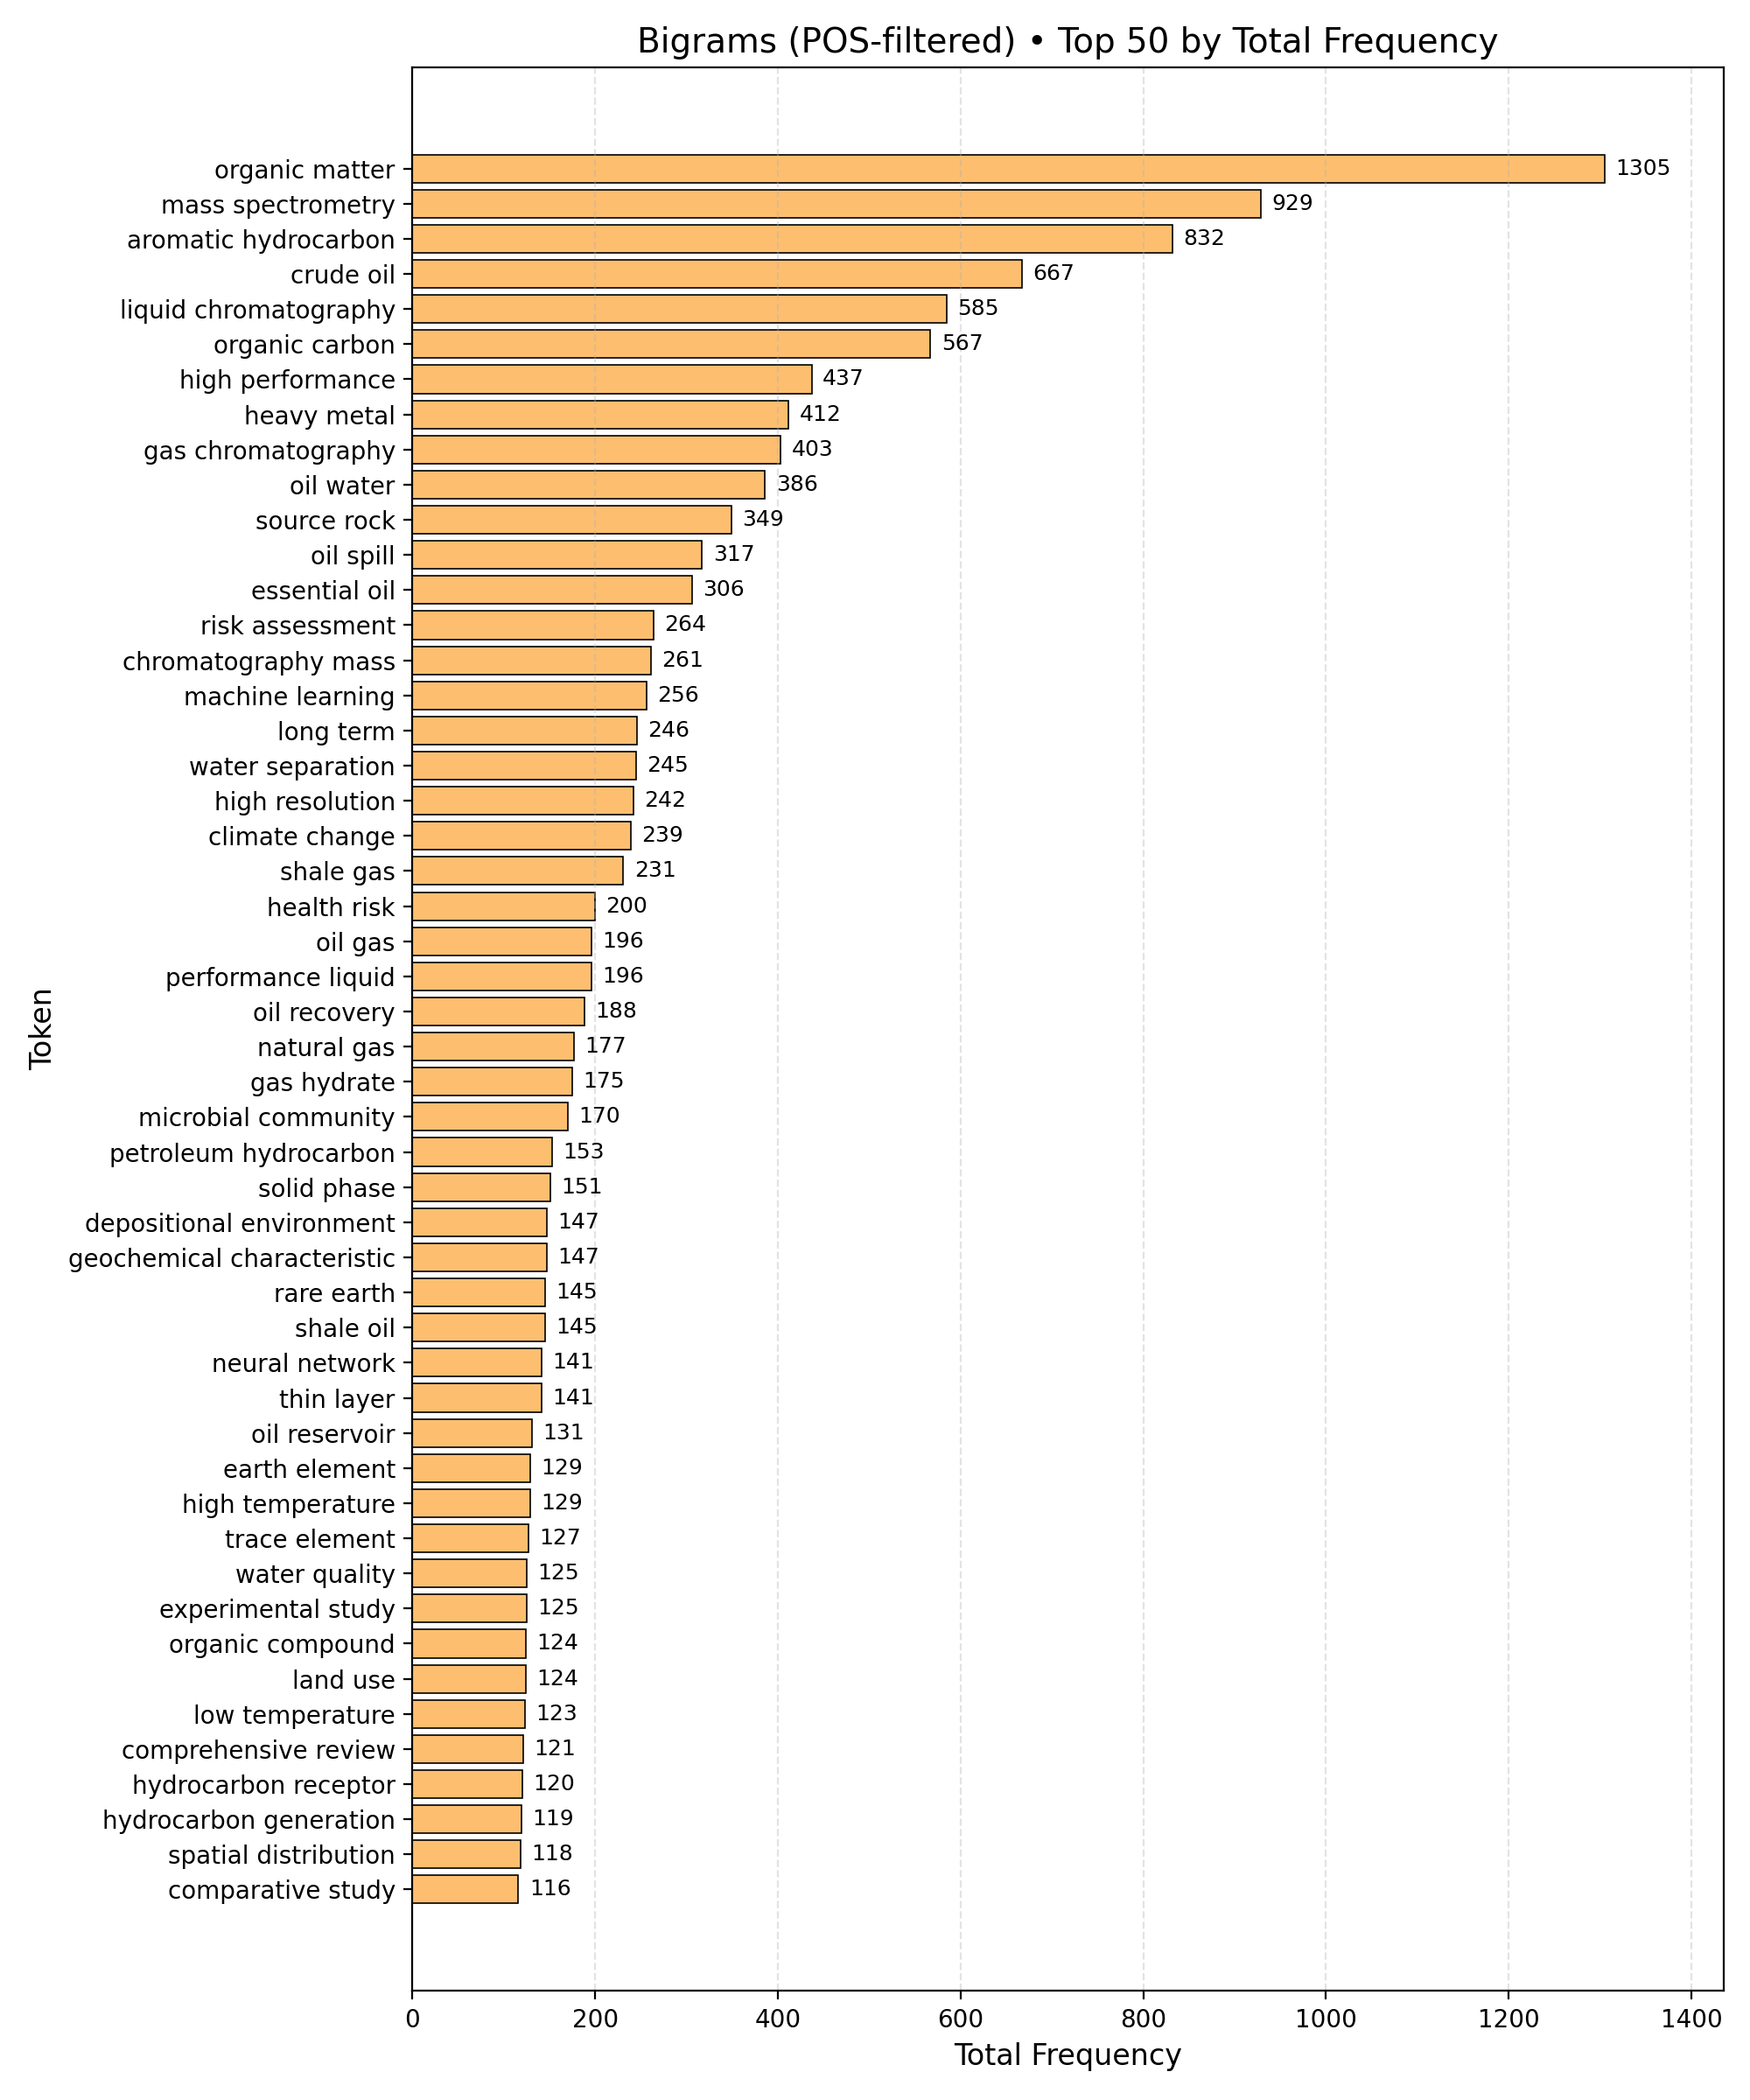 Bigrams (POS-filtered) • Top 50 by Total Frequency
organic matter 1305
mass spectrometry 929
aromatic hydrocarbon 832
crude oil 667
liquid chromatography 585
organic carbon 567
high performance 437
heavy metal 412
gas chromatography 403
oil water 386
source rock 349
oil spill 317
essential oil 306
risk assessment 264
chromatography mass 261
machine learning 256
long term 246
water separation 245
high resolution 242
climate change 239
shale gas 231
health risk 200
oil gas 196
performance liquid 196
oil recovery 188
natural gas 177
gas hydrate 175
microbial community 170
petroleum hydrocarbon 153
solid phase 151
depositional environment 147
geochemical characteristic 147
rare earth 145
shale oil 145
neural network 141
thin layer 141
oil reservoir 131
earth element 129
high temperature 129
trace element 127
water quality 125
experimental study 125
organic compound 124
land use 124
low temperature 123
comprehensive review 121
hydrocarbon receptor 120
hydrocarbon generation 119
spatial distribution 118
comparative study 116
0 200 400 600 800 1000 1200 1400
Total Frequency
Token